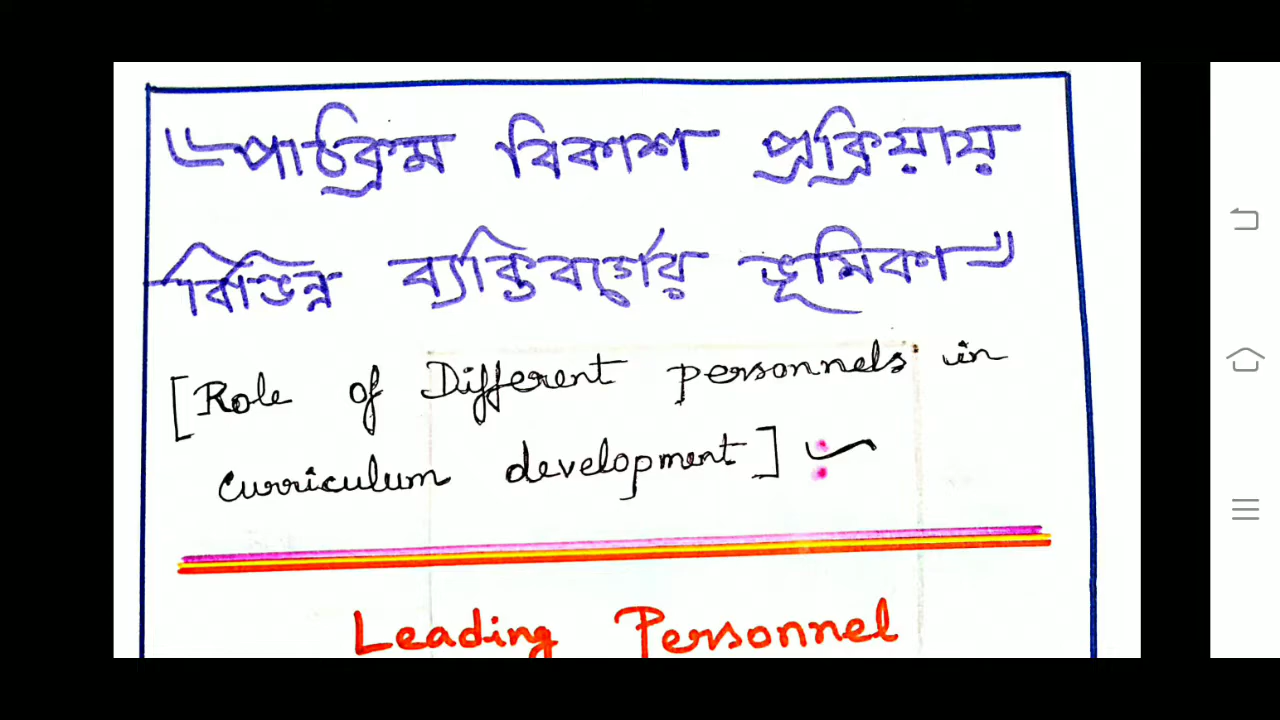 "পাঠক্রম বিকাশ প্রক্রিয়ায়
বিভিন্ন ব্যক্তিবর্গের ভূমিকা"
[Role of Different personnels in
curriculum development] :-
Leading Personnel